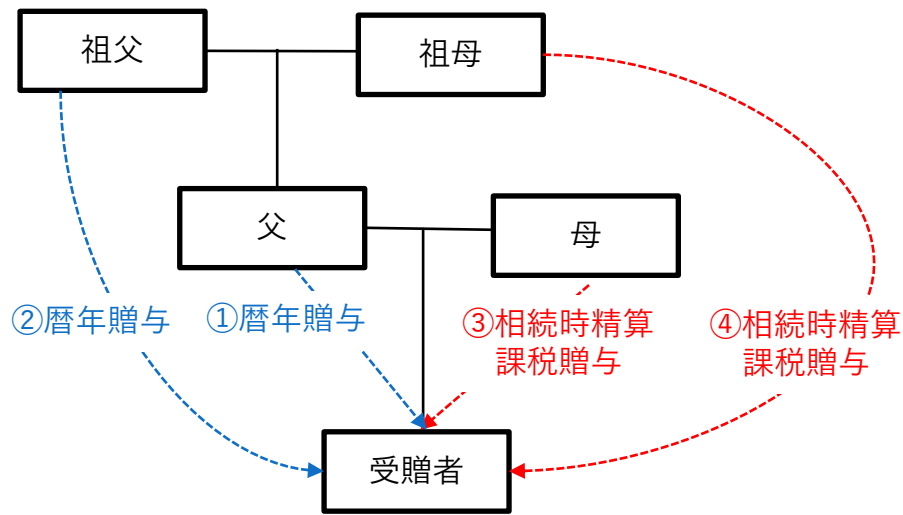 祖父
祖母
父
母
②暦年贈与
①暦年贈与
③相続時精算
課税贈与
④相続時精算
課税贈与
受贈者